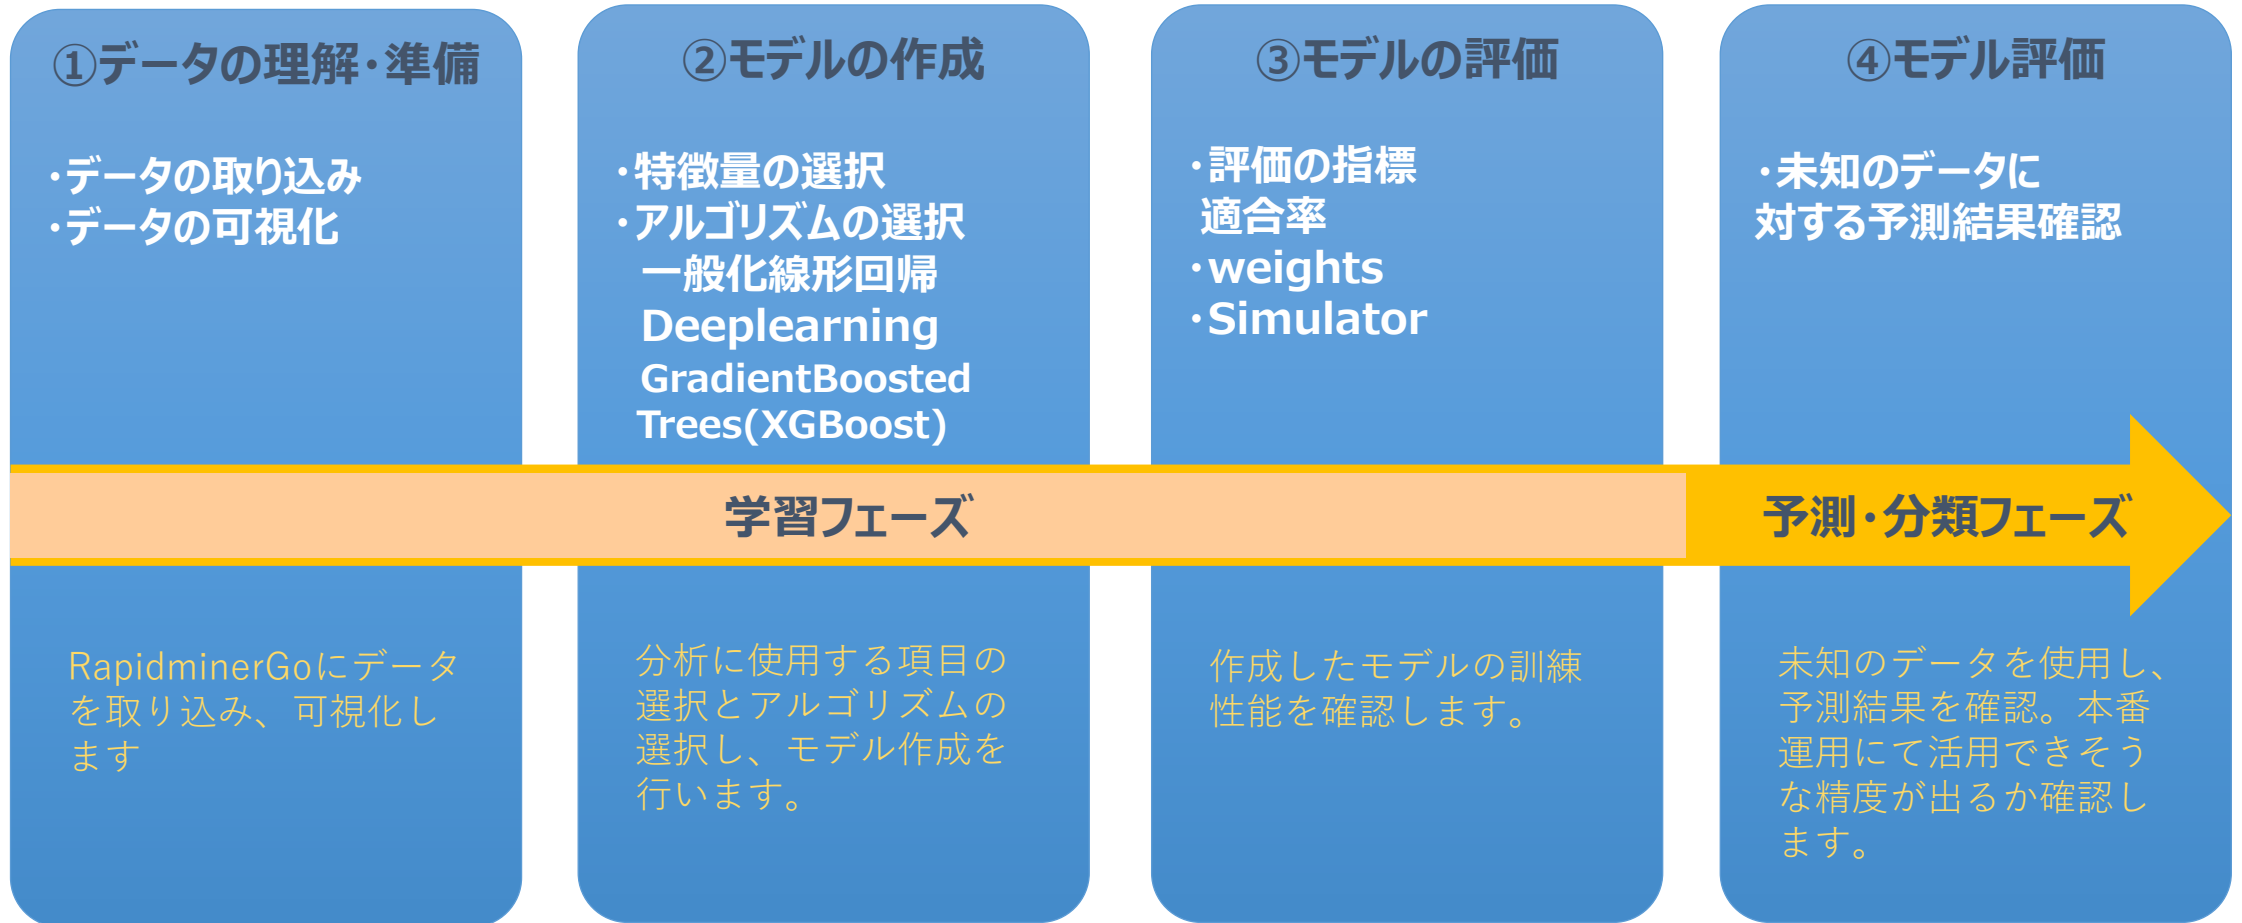 ①データの理解・準備
・データの取り込み
・データの可視化
②モデルの作成
・特徴量の選択
・アルゴリズムの選択
一般化線形回帰
Deeplearning
GradientBoosted
Trees(XGBoost)
③モデルの評価
・評価の指標
適合率
・weights
・Simulator
④モデル評価
・未知のデータに
対する予測結果確認
学習フェーズ
予測・分類フェーズ
RapidminerGoにデータ
を取り込み、可視化し
ます
分析に使用する項目の
選択とアルゴリズムの
選択し、モデル作成を
行います。
作成したモデルの訓練
性能を確認します。
未知のデータを使用し、
予測結果を確認。本番
運用にて活用できそう
な精度が出るか確認し
ます。